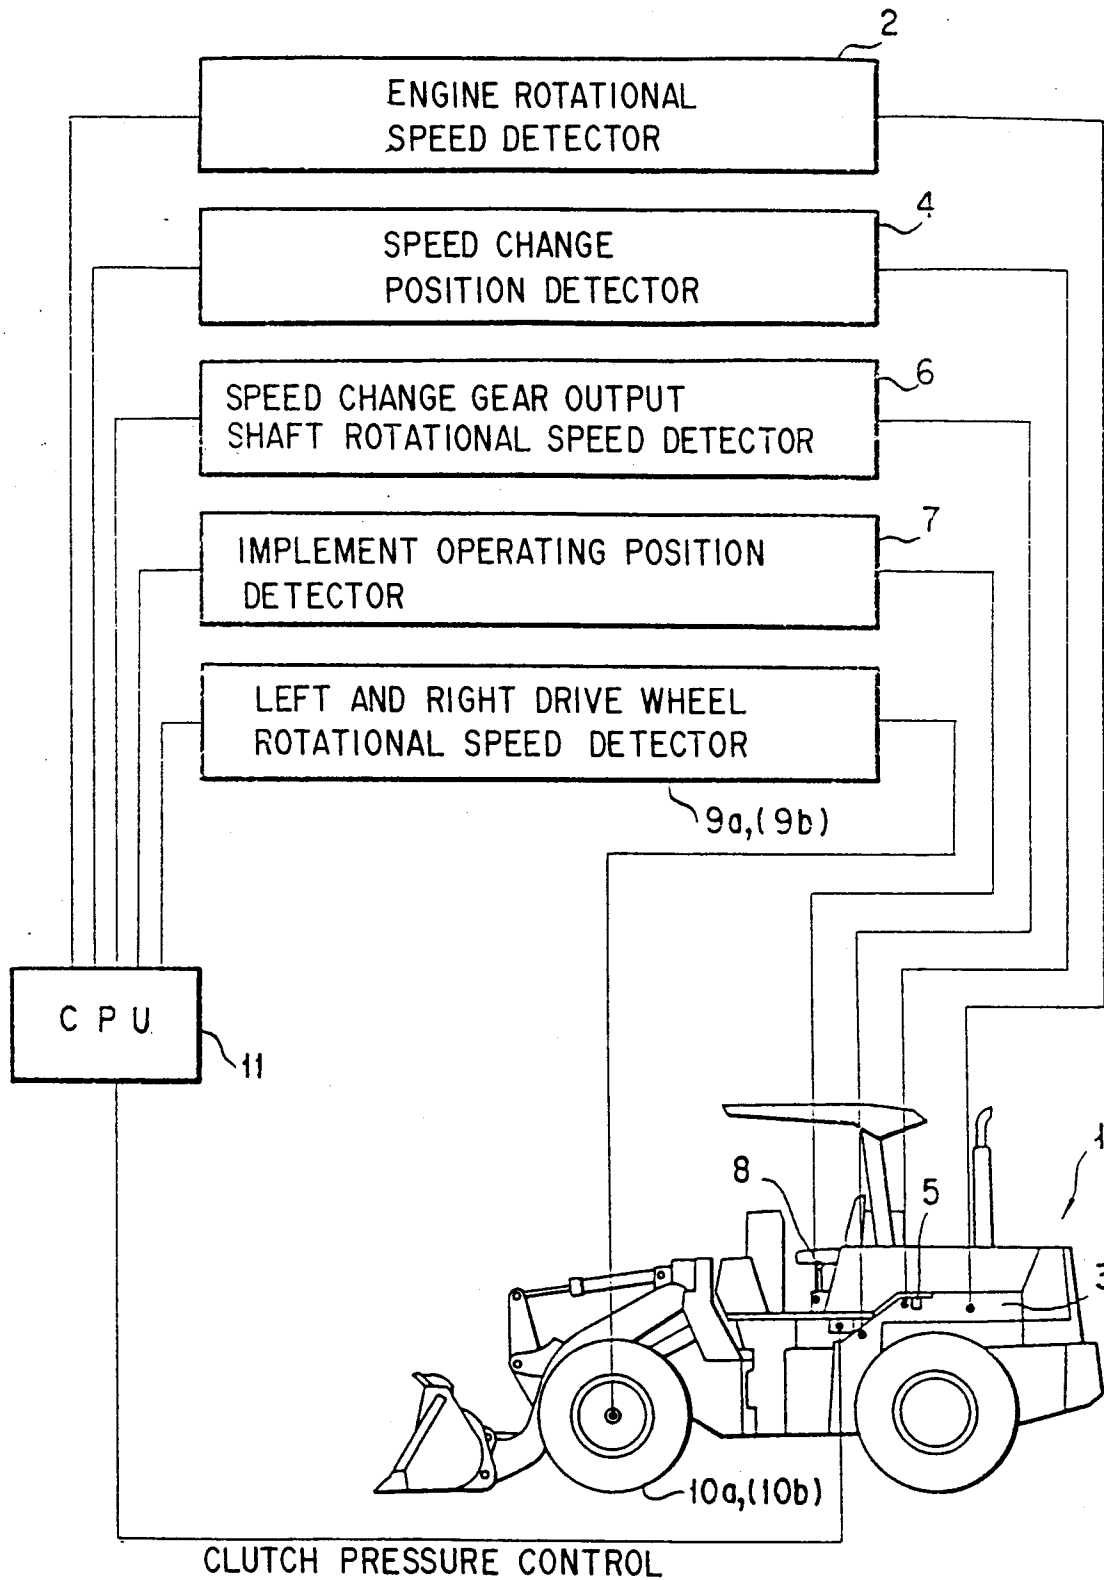 2
ENGINE ROTATIONAL
SPEED DETECTOR
4
SPEED CHANGE
POSITION DETECTOR
6
SPEED CHANGE GEAR OUTPUT
SHAFT ROTATIONAL SPEED DETECTOR
7
IMPLEMENT OPERATING POSITION
DETECTOR
LEFT AND RIGHT DRIVE WHEEL
ROTATIONAL SPEED DETECTOR
9a,(9b)
CPU
11
1
8
5
3
10a,(10b)
CLUTCH PRESSURE CONTROL